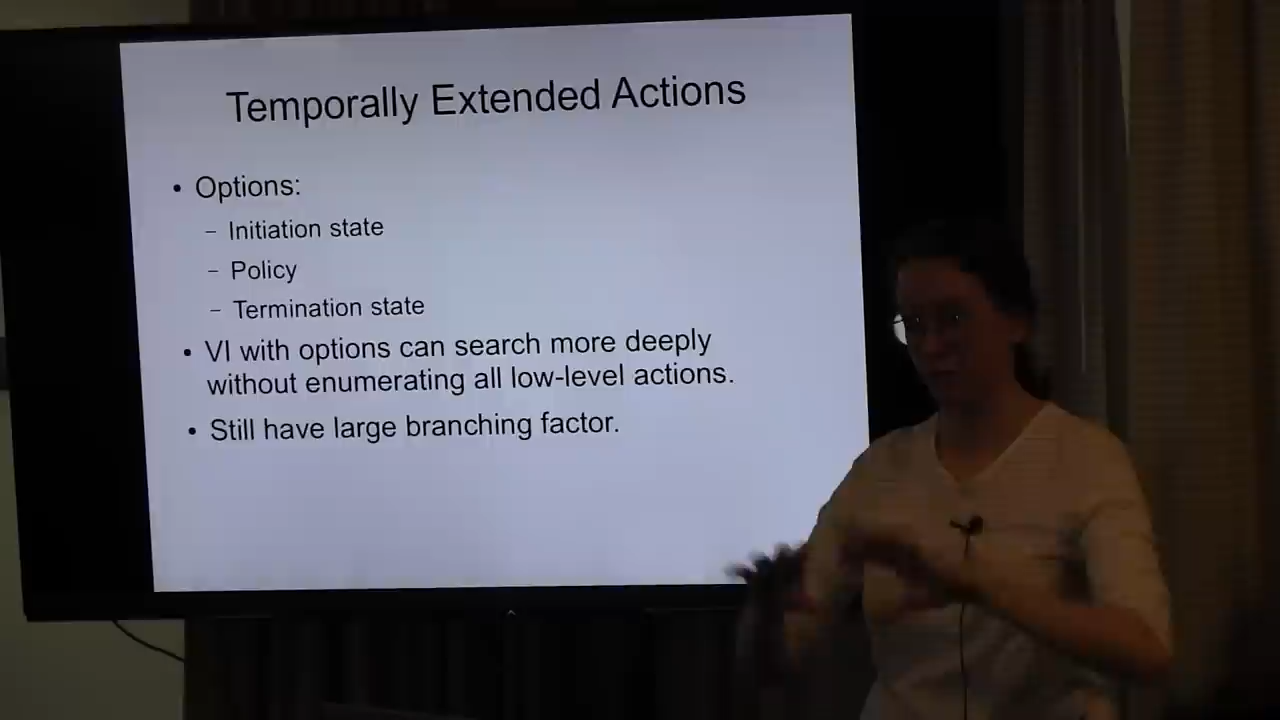 Temporally Extended Actions
• Options:
– Initiation state
– Policy
– Termination state
• VI with options can search more deeply
without enumerating all low-level actions.
• Still have large branching factor.